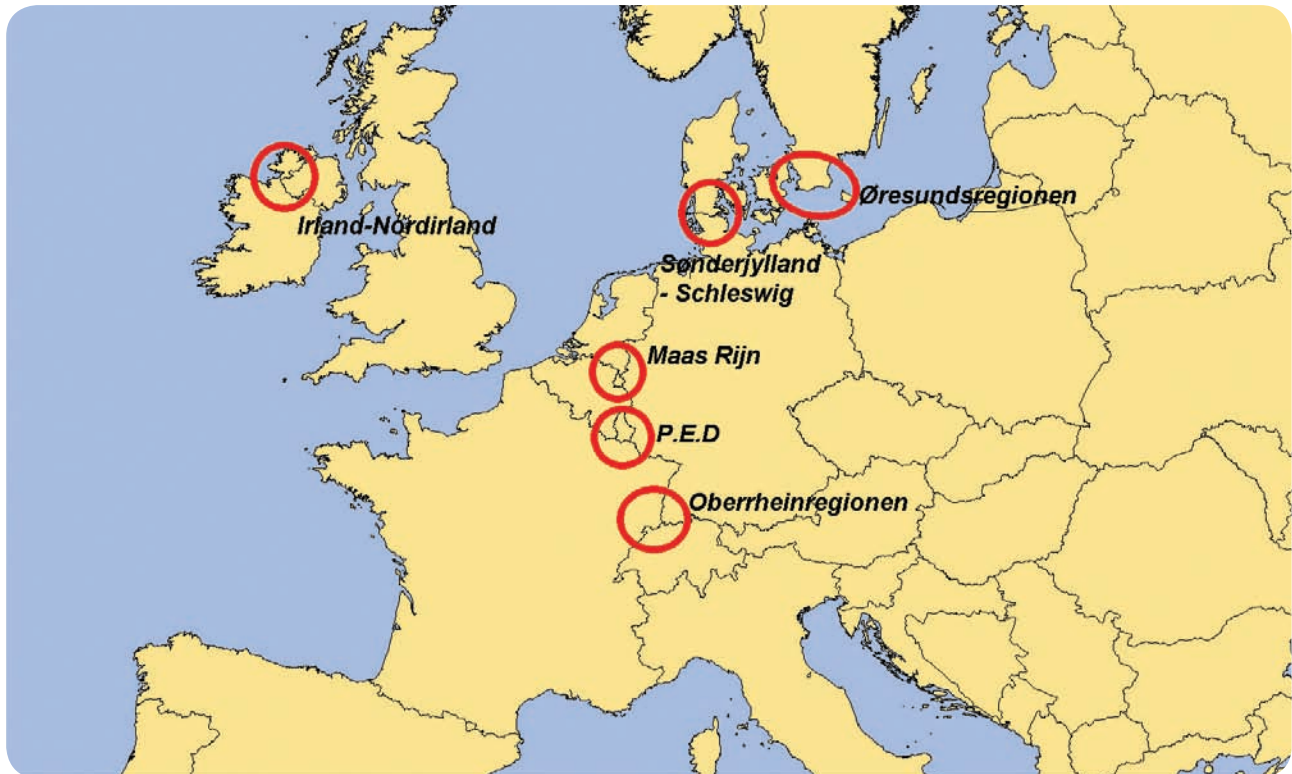 Øresundsregionen
Irland-Nordirland
Sønderjylland
- Schleswig
Maas Rijn
P.E.D
Oberrheinregionen